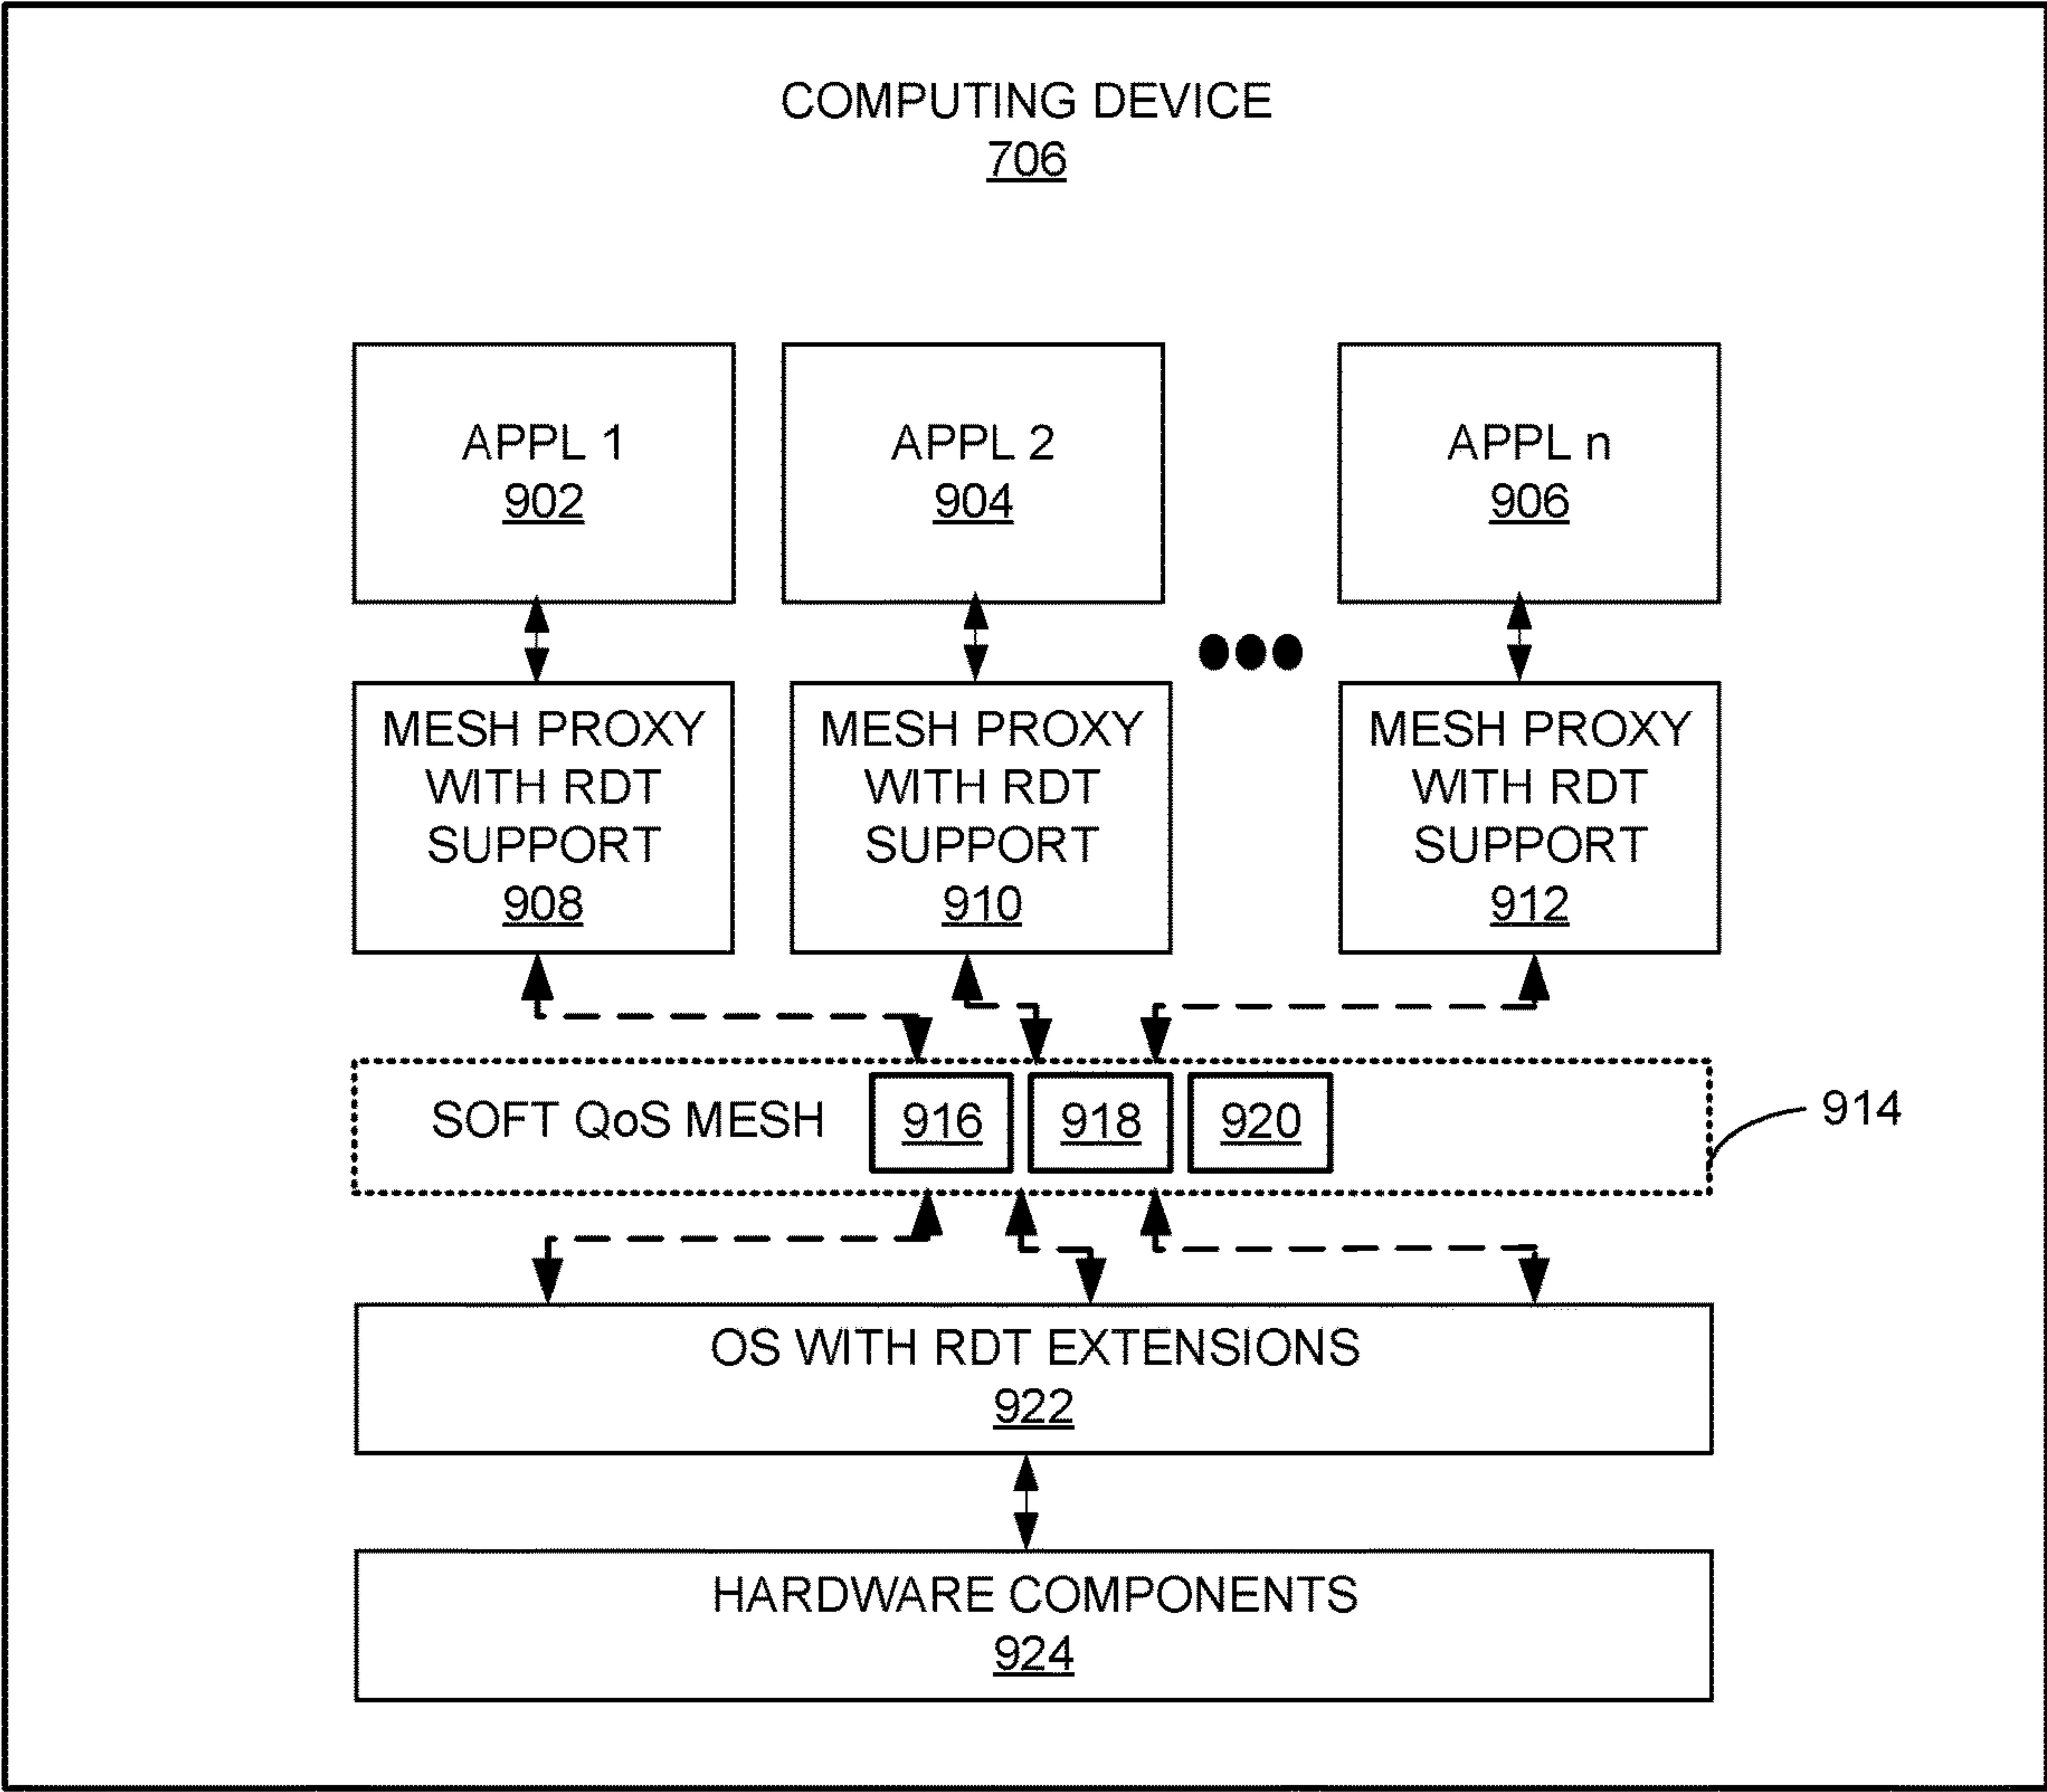 COMPUTING DEVICE
706
APPL 1
902
APPL 2
904
APPL n
906
MESH PROXY
WITH RDT
SUPPORT
908
MESH PROXY
WITH RDT
SUPPORT
910
MESH PROXY
WITH RDT
SUPPORT
912
SOFT QoS MESH
916
918
920
914
OS WITH RDT EXTENSIONS
922
HARDWARE COMPONENTS
924